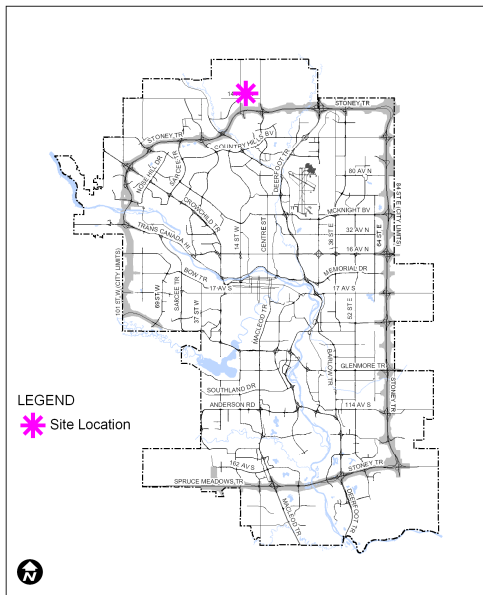 STONEY TR
STONEY TR
COUNTRY HILLS BV
DEERFOOT TR
SARCEE TR
NOSE HILL DR
80 AV N
84 ST E (CITY LIMITS)
CROWCHILD TR
MCKNIGHT BV
36 ST E
32 AV N
64 ST E
TRANS CANADA HI
14 ST W
CENTRE ST
16 AV N
BOW TR
MEMORIAL DR
17 AV S
17 AV S
101 ST W (CITY LIMITS)
69 ST W
SARCEE TR
37 ST W
MACLEOD TR
52 ST E
BARLOW TR
GLENMORE TR
SOUTHLAND DR
STONEY TR
LEGEND
ANDERSON RD
114 AV S
Site Location
162 AV S
STONEY TR
SPRUCE MEADOWS TR
MACLEOD TR
DEERFOOT TR
N